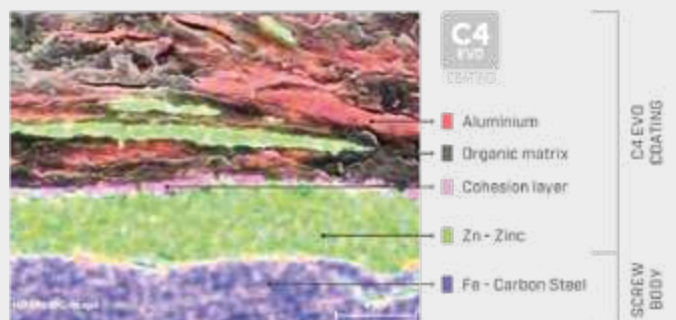 C4
EVO
COATING
Aluminium
Organic matrix
Cohesion layer
Zn - Zinc
Fe - Carbon Steel
C4 EVO
COATING
SCREW
BODY